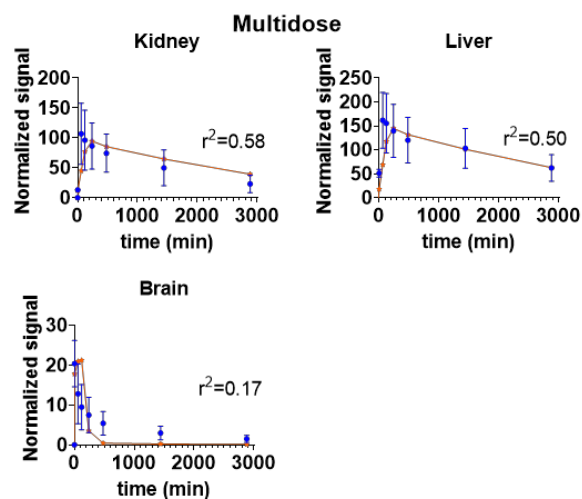 Multidose
Kidney
Normalized signal
200
150
100
50
0
r²=0.58
0
1000
2000
3000
time (min)
Liver
Normalized signal
250
200
150
100
50
0
r²=0.50
0
1000
2000
3000
time (min)
Brain
Normalized signal
30
20
10
0
r²=0.17
0
1000
2000
3000
time (min)